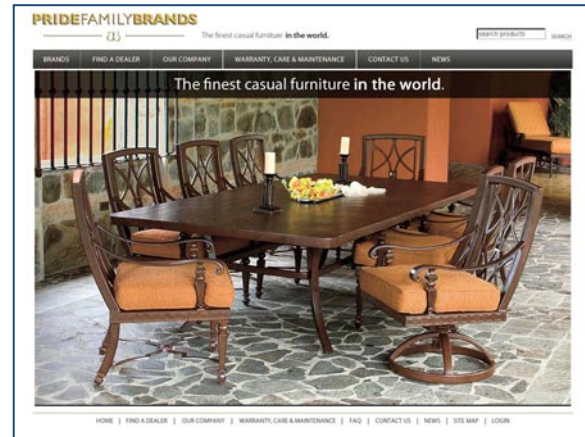 PRIDEFAMILYBRANDS
The finest casual furniture in the world.
search products SEARCH
BRANDS FIND A DEALER OUR COMPANY WARRANTY, CARE & MAINTENANCE CONTACT US NEWS
The finest casual furniture in the world.
HOME | FIND A DEALER | OUR COMPANY | WARRANTY, CARE & MAINTENANCE | FAQ | CONTACT US | NEWS | SITE MAP | LOGIN